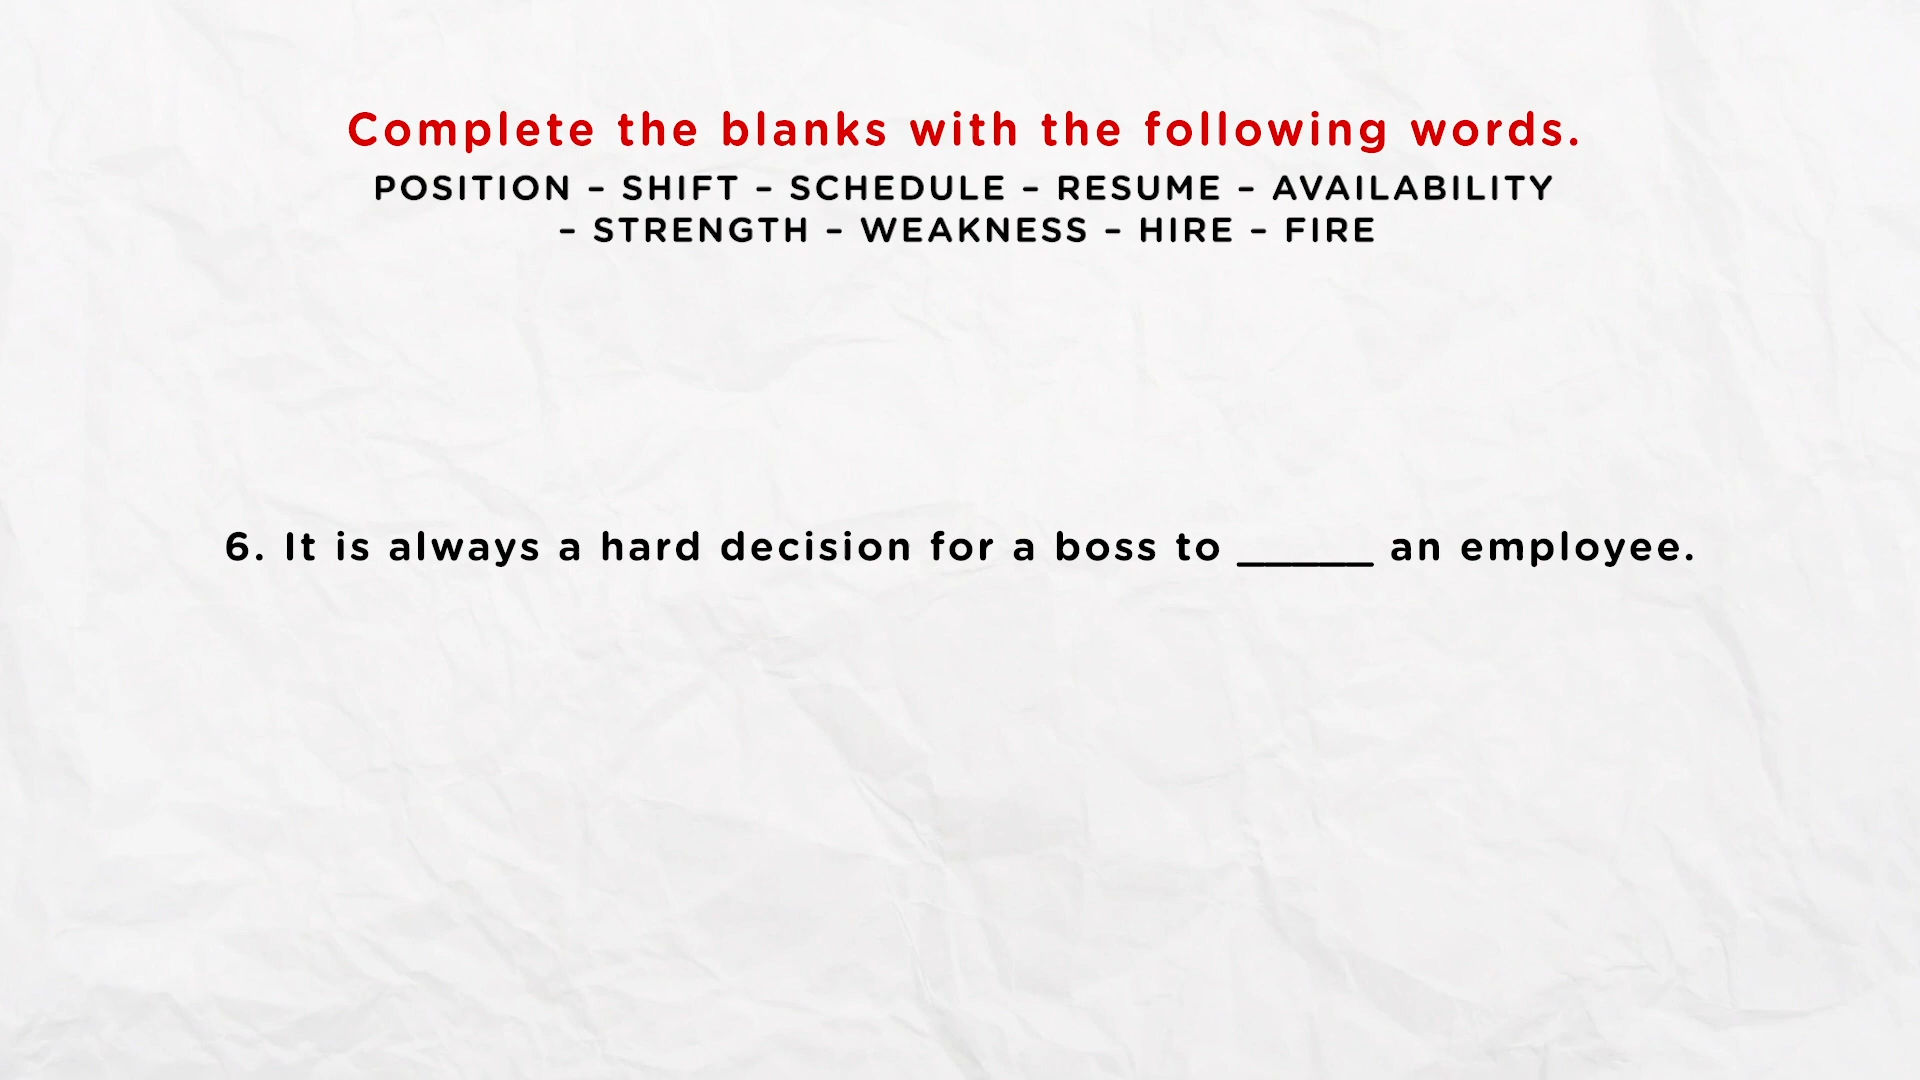 Complete the blanks with the following words.
POSITION – SHIFT – SCHEDULE – RESUME – AVAILABILITY
– STRENGTH – WEAKNESS – HIRE – FIRE
6. It is always a hard decision for a boss to _____ an employee.